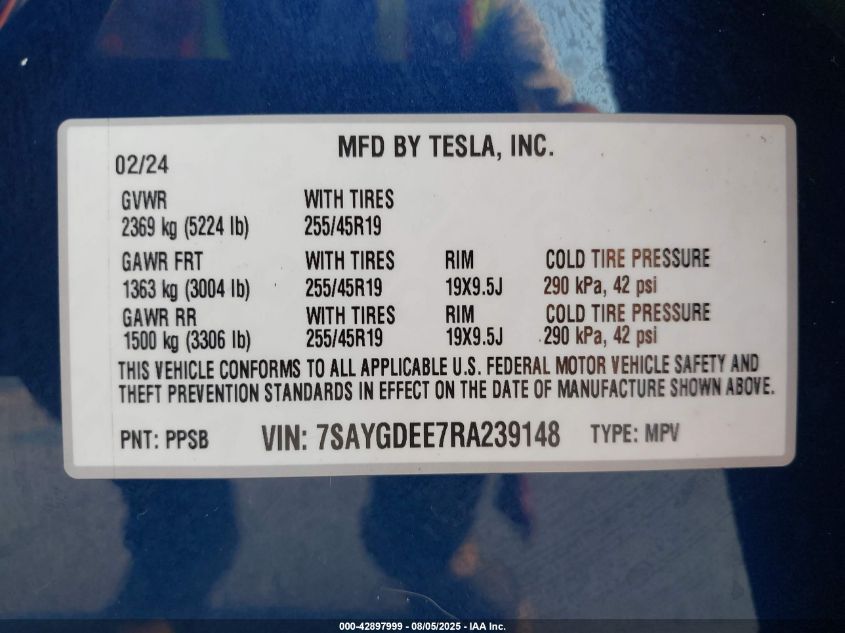 MFD BY TESLA, INC.
02/24
GVWR WITH TIRES
2369 kg (5224 lb) 255/45R19
GAWR FRT WITH TIRES RIM COLD TIRE PRESSURE
1363 kg (3004 lb) 255/45R19 19X9.5J 290 kPa, 42 psi
GAWR RR WITH TIRES RIM COLD TIRE PRESSURE
1500 kg (3306 lb) 255/45R19 19X9.5J 290 kPa, 42 psi
THIS VEHICLE CONFORMS TO ALL APPLICABLE U.S. FEDERAL MOTOR VEHICLE SAFETY AND
THEFT PREVENTION STANDARDS IN EFFECT ON THE DATE OF MANUFACTURE SHOWN ABOVE.
PNT: PPSB VIN: 7SAYGDEE7RA239148 TYPE: MPV
000-42897999 - 08/05/2025 - IAA Inc.